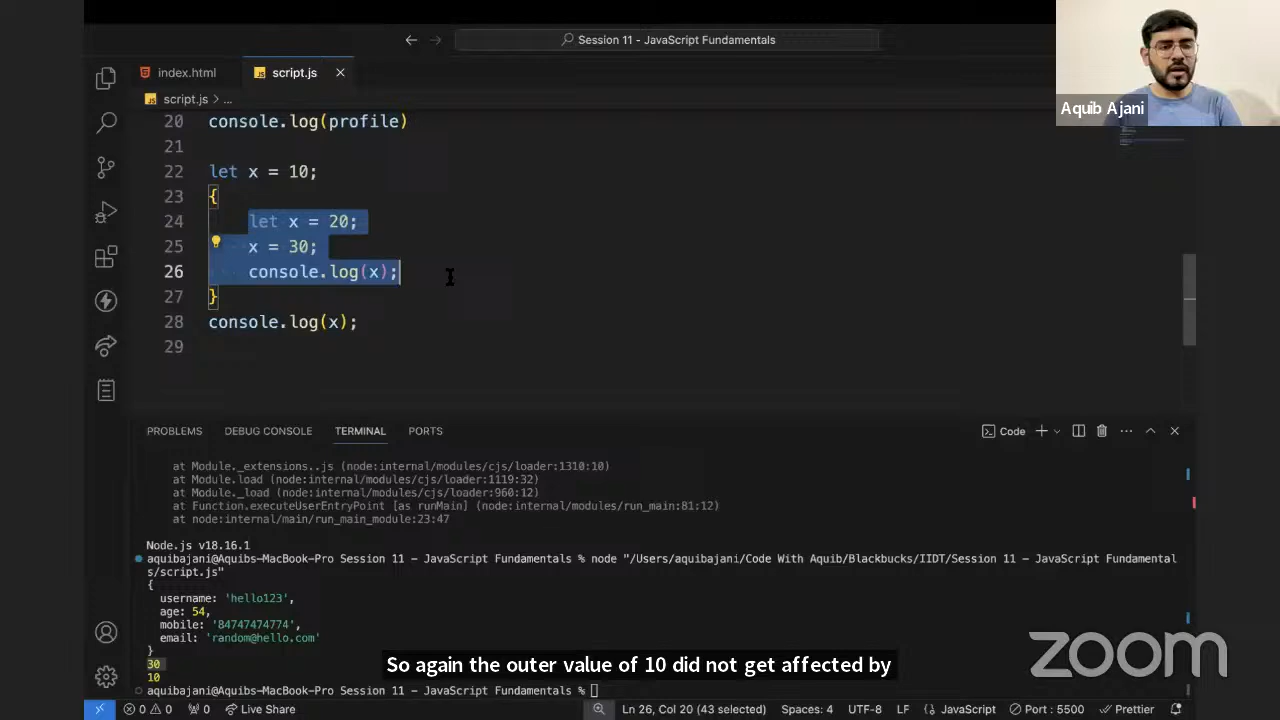 Session 11 - JavaScript Fundamentals
Aquib Ajani
index.html
script.js
script.js > ...
20 console.log(profile)
21
22 let x = 10;
23 {
24 let x = 20;
25 x = 30;
26 console.log(x);
27 }
28 console.log(x);
29
PROBLEMS DEBUG CONSOLE TERMINAL PORTS
Code
at Module._extensions..js (node:internal/modules/cjs/loader:1310:10)
at Module.load (node:internal/modules/cjs/loader:1119:32)
at Module._load (node:internal/modules/cjs/loader:960:12)
at Function.executeUserEntryPoint [as runMain] (node:internal/modules/run_main:81:12)
at node:internal/main/run_main_module:23:47
Node.js v18.16.1
aquibajani@Aquibs-MacBook-Pro Session 11 - JavaScript Fundamentals % node "/Users/aquibajani/Code With Aquib/Blackbucks/IIDT/Session 11 - JavaScript Fundamental
s/script.js"
{
username: 'hello123',
age: 54,
mobile: '84747474774',
email: 'random@hello.com'
}
30
10
aquibajani@Aquibs-MacBook-Pro Session 11 - JavaScript Fundamentals %
So again the outer value of 10 did not get affected by
zoom
0 0 0 Live Share Ln 26, Col 20 (43 selected) Spaces: 4 UTF-8 LF {} JavaScript Port : 5500 Prettier